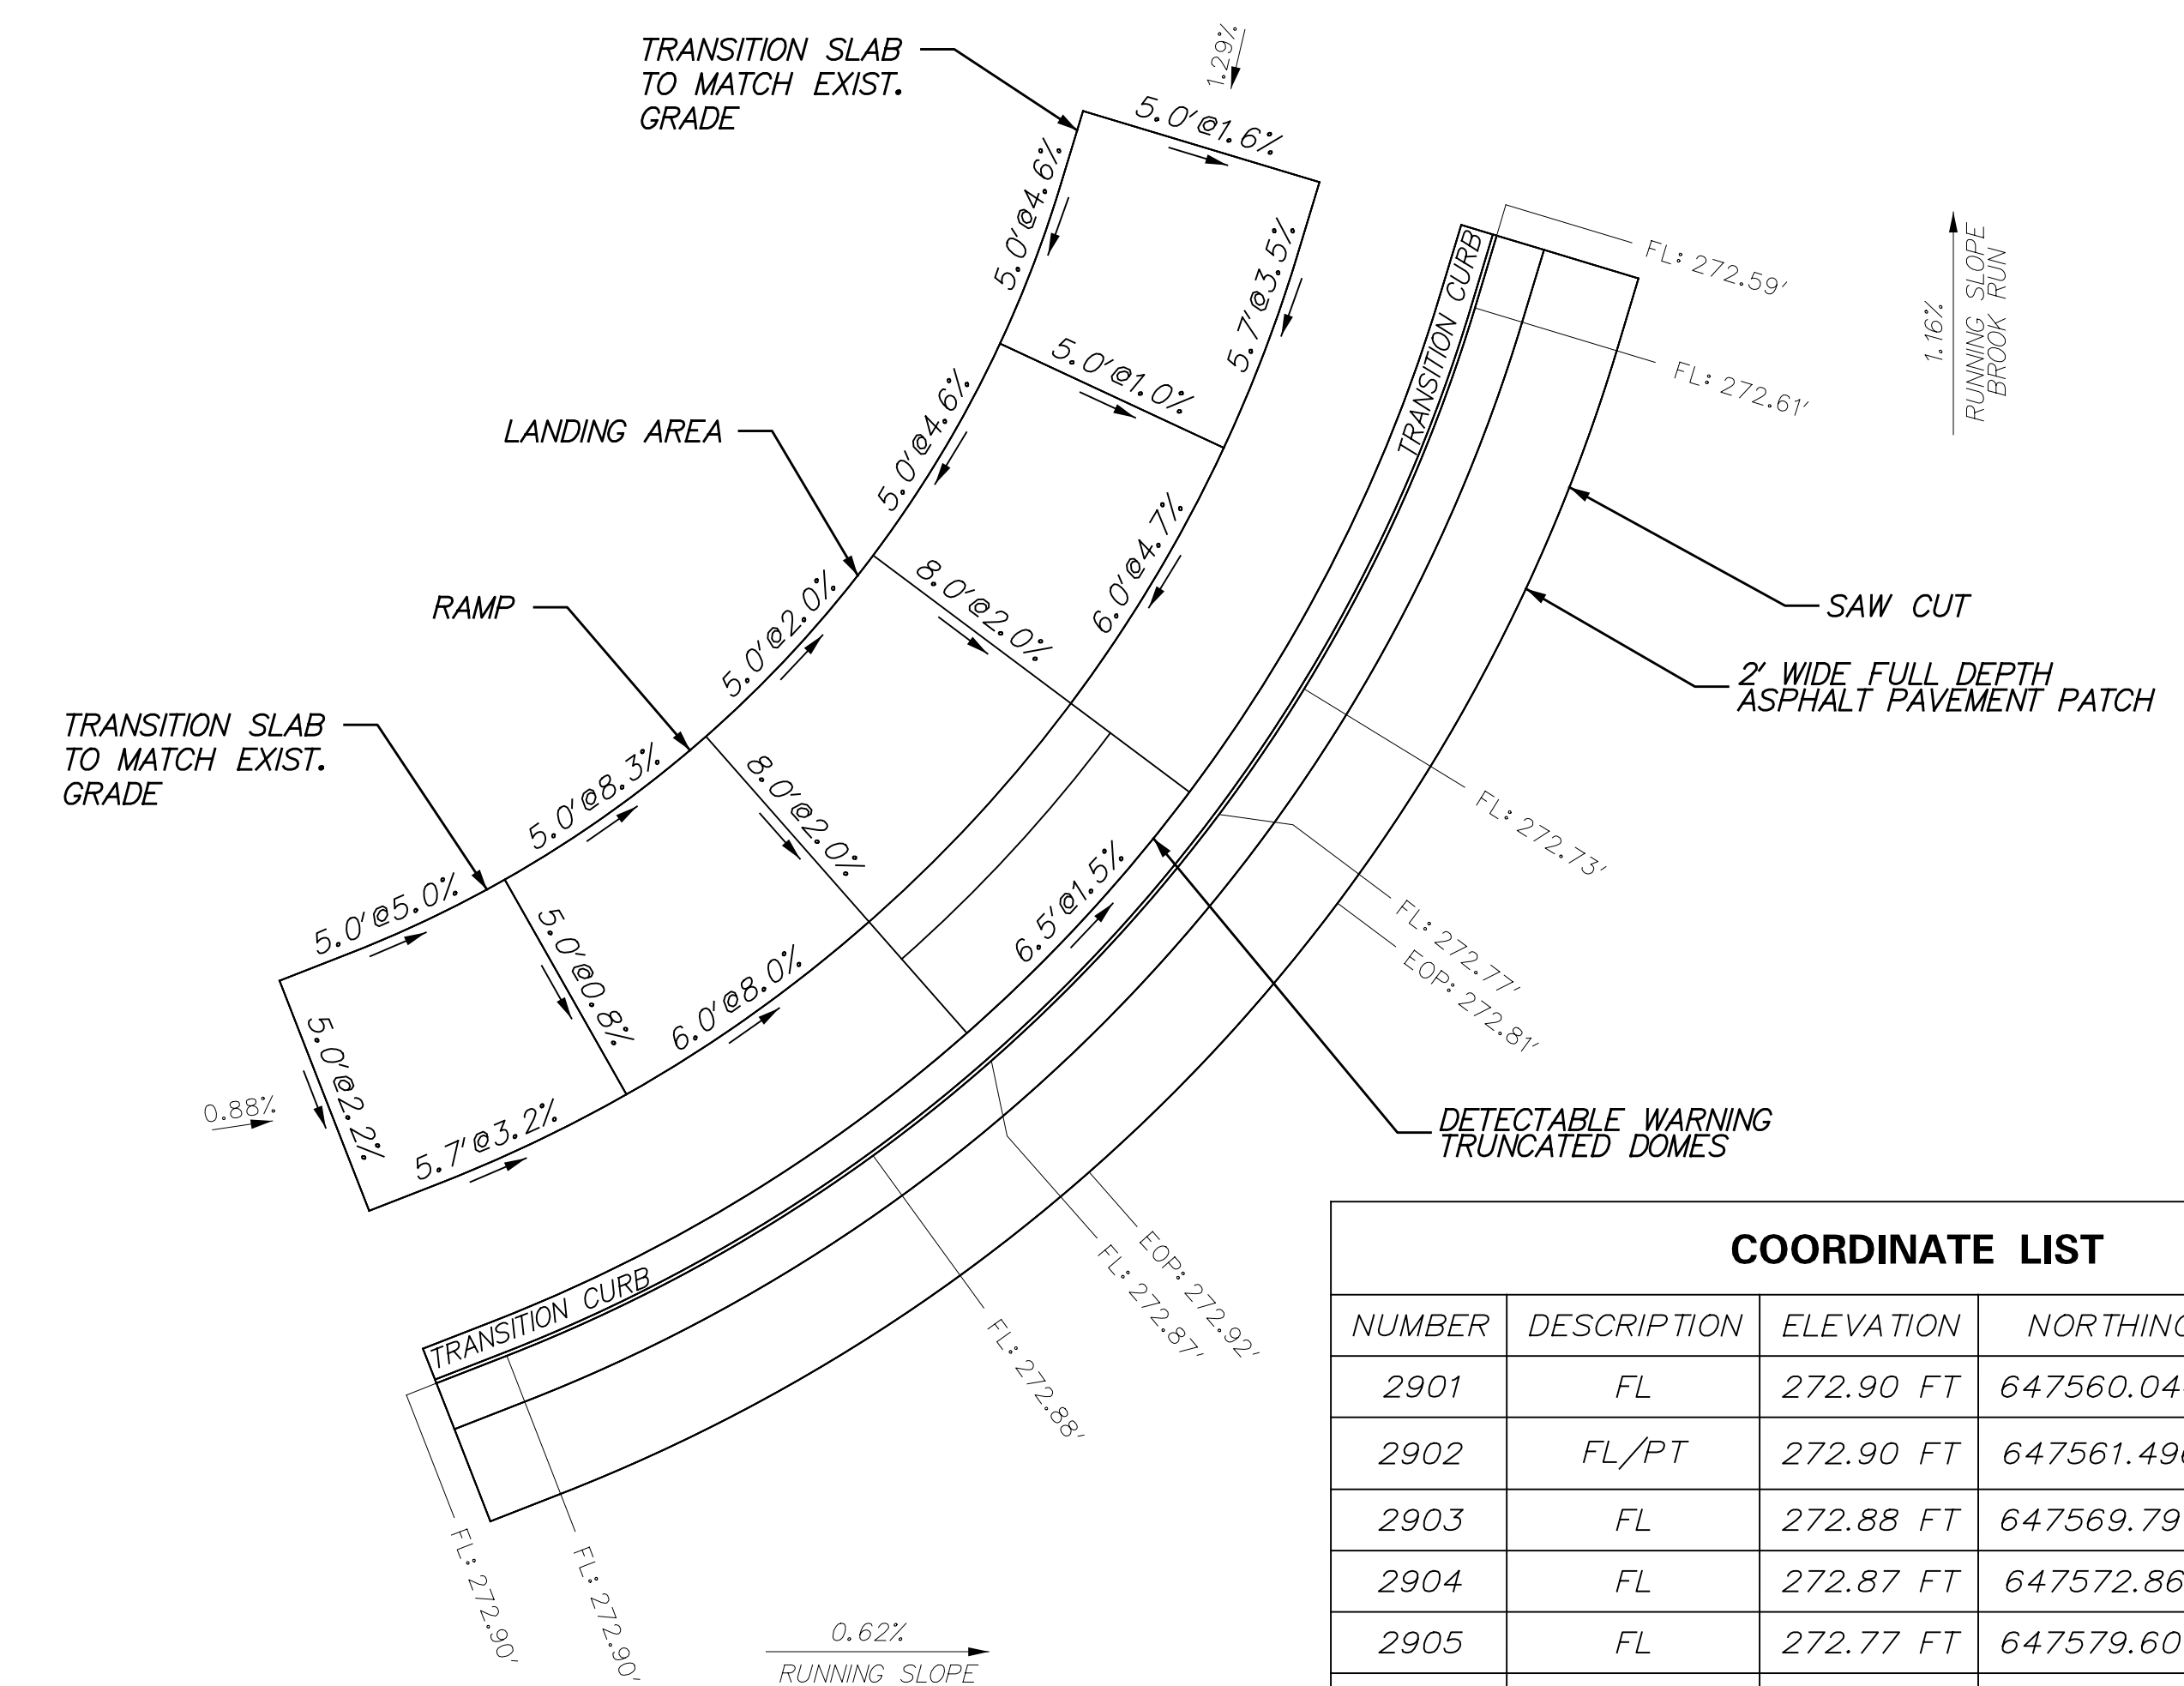 TRANSITION SLAB
TO MATCH EXIST.
GRADE
1.29%
5.0'@1.6%
5.0'@4.6%
5.7'@3.5%
TRANSITION CURB
FL: 272.59'
FL: 272.61'
1.16%
RUNNING SLOPE
BROOK RUN
5.0'@1.0%
LANDING AREA
5.0'@4.6%
6.0'@4.7%
8.0'@2.0%
RAMP
5.0'@2.0%
SAW CUT
2' WIDE FULL DEPTH
ASPHALT PAVEMENT PATCH
TRANSITION SLAB
TO MATCH EXIST.
GRADE
5.0'@8.3%
8.0'@2.0%
FL: 272.73'
5.0'@5.0%
5.0'@0.8%
6.5'@1.5%
FL: 272.77'
EOP: 272.81'
6.0'@8.0%
0.88%
5.0'@2.2%
5.7'@3.2%
DETECTABLE WARNING
TRUNCATED DOMES
TRANSITION CURB
EOP: 272.92'
FL: 272.87'
FL: 272.88'
FL: 272.90'
FL: 272.90'
0.62%
RUNNING SLOPE
COORDINATE LIST
NUMBER DESCRIPTION ELEVATION
2901 FL 272.90 FT 647560.04
2902 FL/PT 272.90 FT 647561.49
2903 FL 272.88 FT 647569.79
2904 FL 272.87 FT 647572.86
2905 FL 272.77 FT 647579.60